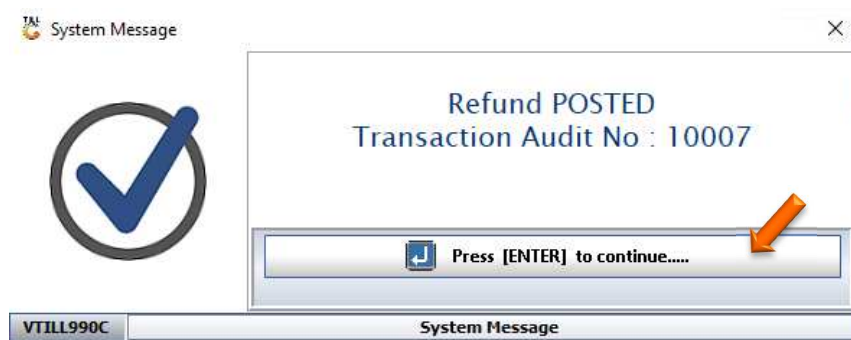 System Message
Refund POSTED
Transaction Audit No : 10007
Press [ENTER] to continue.....
VTILL990C
System Message